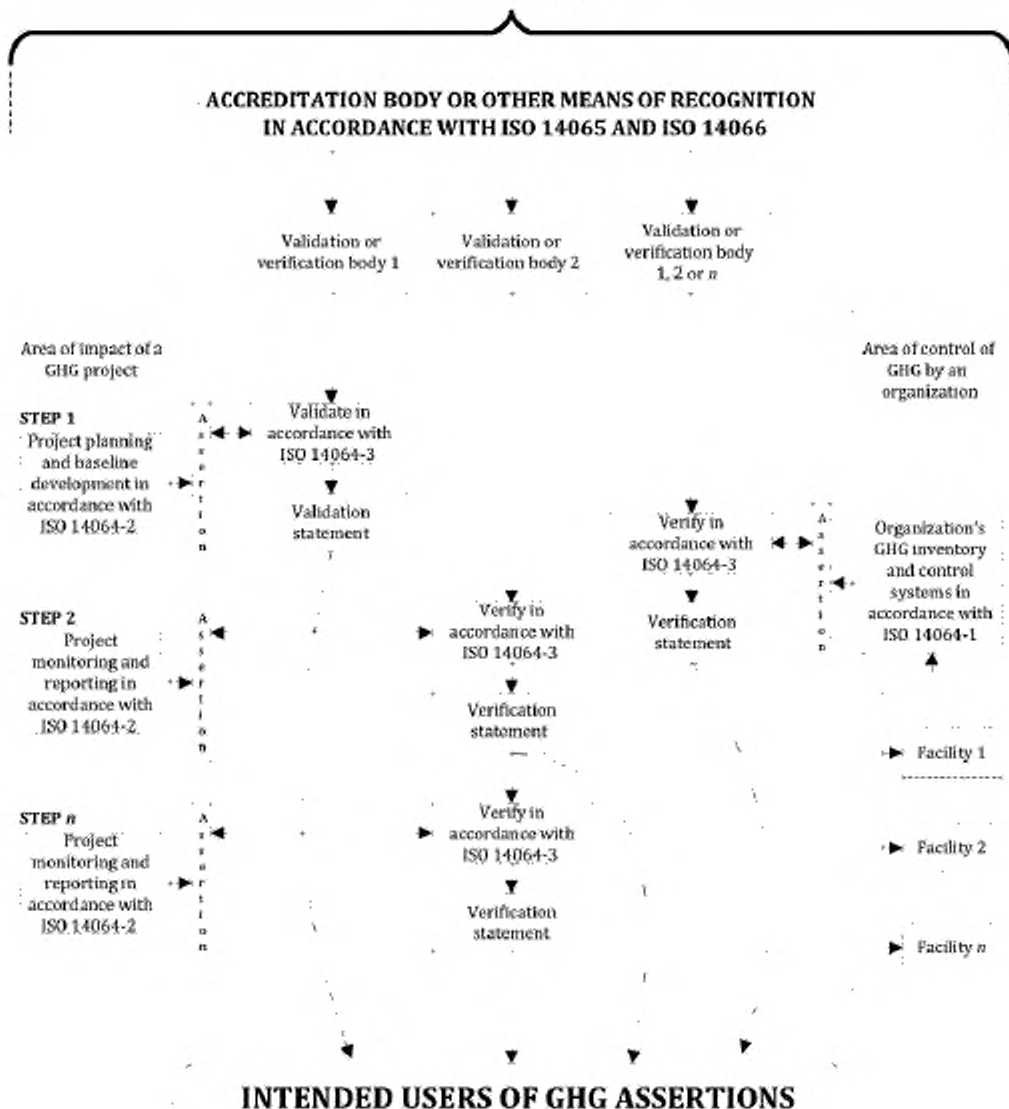 ACCREDITATION BODY OR OTHER MEANS OF RECOGNITION
IN ACCORDANCE WITH ISO 14065 AND ISO 14066
Validation or
verification body 1
Validation or
verification body 2
Validation or
verification body
1, 2 or n
Area of impact of a
GHG project
Area of control of
GHG by an
organization
STEP 1
Project planning
and baseline
development in
accordance with
ISO 14064-2
Assertion
Validate in
accordance with
ISO 14064-3
Validation
statement
Verify in
accordance with
ISO 14064-3
Verification
statement
Assertion
Organization's
GHG inventory
and control
systems in
accordance with
ISO 14064-1
STEP 2
Project
monitoring and
reporting in
accordance with
ISO 14064-2
Assertion
Verify in
accordance with
ISO 14064-3
Verification
statement
Facility 1
STEP n
Project
monitoring and
reporting in
accordance with
ISO 14064-2
Assertion
Verify in
accordance with
ISO 14064-3
Verification
statement
Facility 2
Facility n
INTENDED USERS OF GHG ASSERTIONS